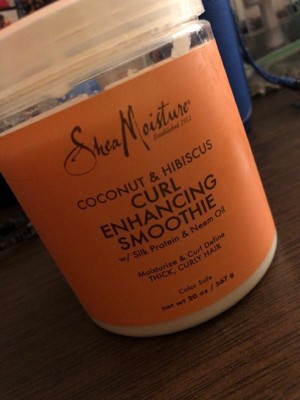 SheaMoisture®
Established 1912
COCONUT & HIBISCUS
CURL
ENHANCING
SMOOTHIE
w/ Silk Protein & Neem Oil
Moisturize & Curl Define
THICK, CURLY HAIR
Color Safe
net wt 20 oz / 567 g